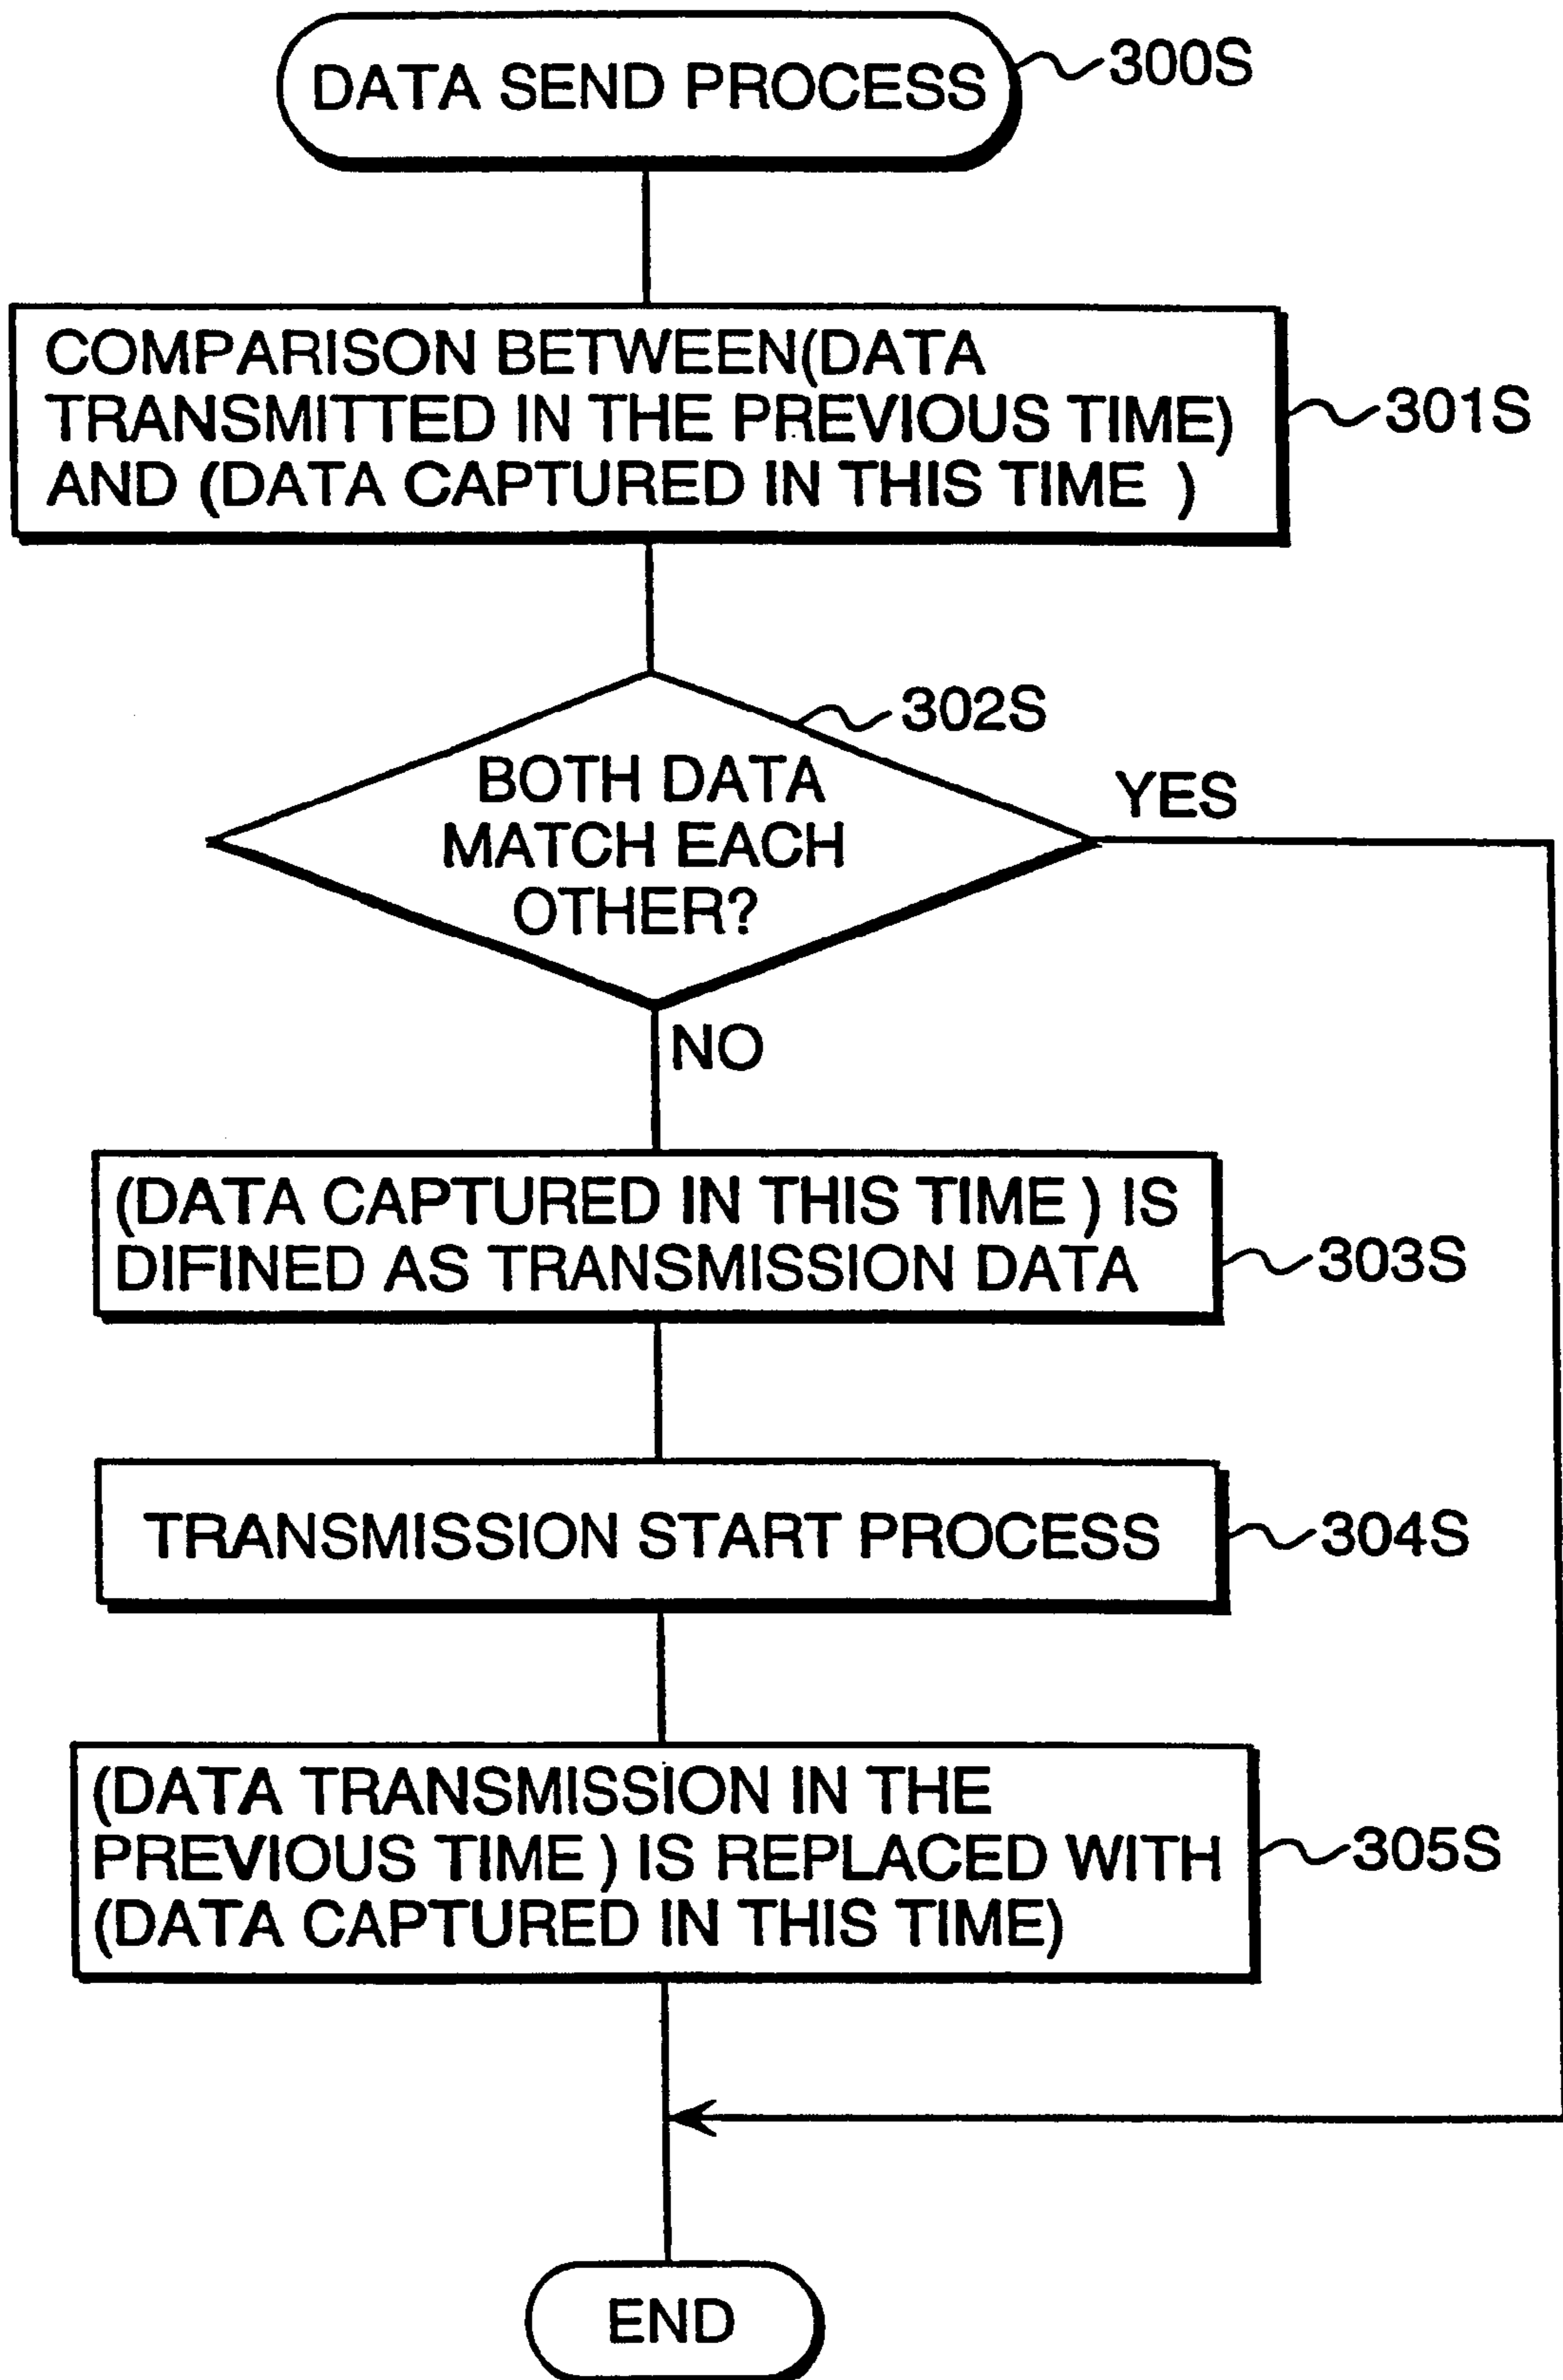 DATA SEND PROCESS
300S
COMPARISON BETWEEN(DATA
TRANSMITTED IN THE PREVIOUS TIME)
AND (DATA CAPTURED IN THIS TIME )
301S
302S
BOTH DATA
MATCH EACH
OTHER?
YES
NO
(DATA CAPTURED IN THIS TIME ) IS
DIFINED AS TRANSMISSION DATA
303S
TRANSMISSION START PROCESS
304S
(DATA TRANSMISSION IN THE
PREVIOUS TIME ) IS REPLACED WITH
(DATA CAPTURED IN THIS TIME)
305S
END